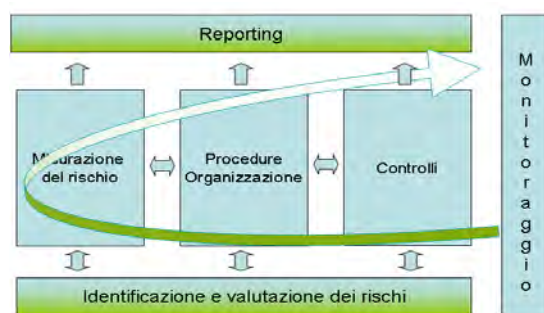 Reporting
Misurazione
del rischio
Procedure
Organizzazione
Controlli
Identificazione e valutazione dei rischi
Monitoraggio